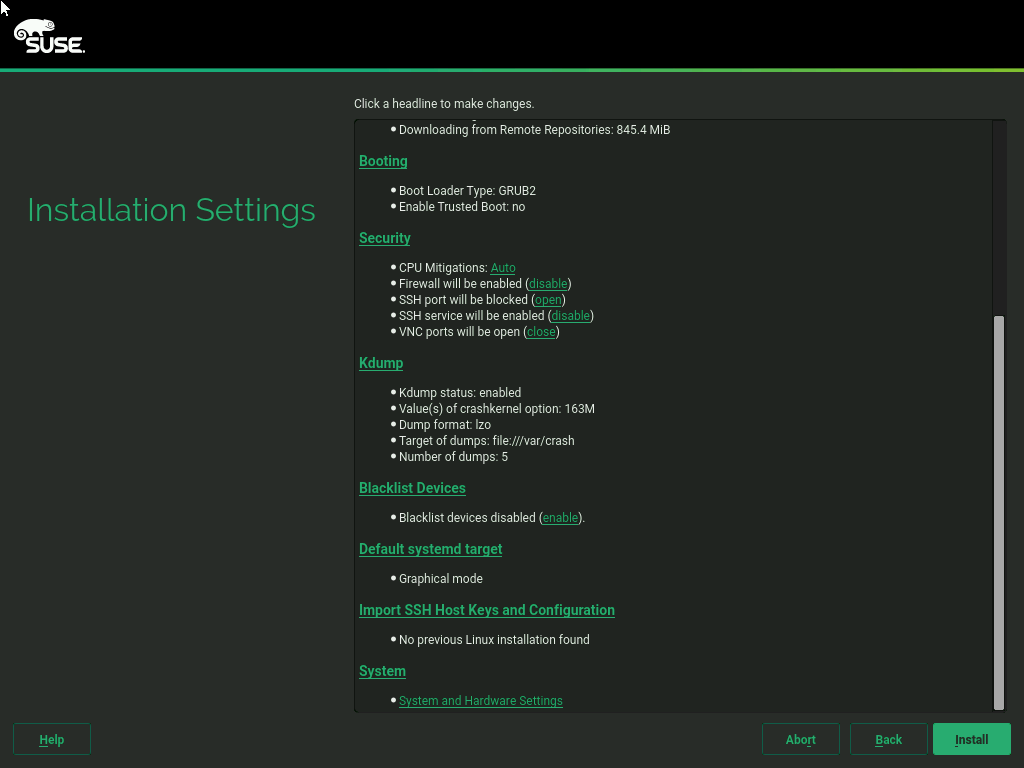 SUSE.
Click a headline to make changes.
Installation Settings
• Downloading from Remote Repositories: 845.4 MiB
Booting
• Boot Loader Type: GRUB2
• Enable Trusted Boot: no
Security
• CPU Mitigations: Auto
• Firewall will be enabled (disable)
• SSH port will be blocked (open)
• SSH service will be enabled (disable)
• VNC ports will be open (close)
Kdump
• Kdump status: enabled
• Value(s) of crashkernel option: 163M
• Dump format: lzo
• Target of dumps: file:///var/crash
• Number of dumps: 5
Blacklist Devices
• Blacklist devices disabled (enable).
Default systemd target
• Graphical mode
Import SSH Host Keys and Configuration
• No previous Linux installation found
System
• System and Hardware Settings
Help
Abort
Back
Install